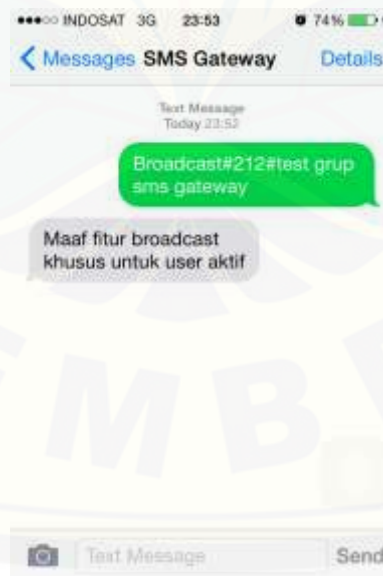 INDOSAT 3G 23:53 74%
Messages SMS Gateway Details
Text Message
Today 23:52
Broadcast#212#test grup
sms gateway
Maaf fitur broadcast
khusus untuk user aktif
Text Message Send